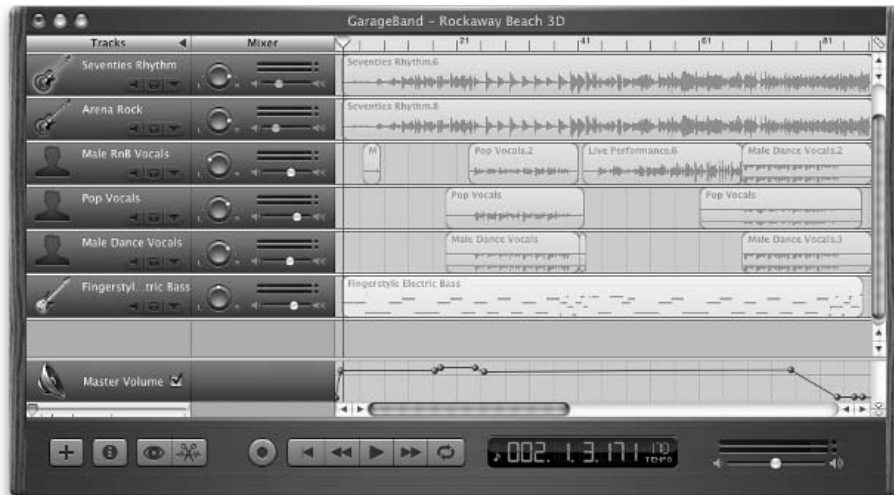 GarageBand – Rockaway Beach 3D
Tracks Mixer 21 41 61 81
Seventies Rhythm
Seventies Rhythm.6
Arena Rock
Seventies Rhythm.8
Male RnB Vocals
M
Pop Vocals.2
Live Performance.6
Male Dance Vocals.2
Pop Vocals
Pop Vocals
Pop Vocals
Male Dance Vocals
Male Dance Vocals
Male Dance Vocals.3
Fingerstyl...tric Bass
Fingerstyle Electric Bass
Master Volume
002. 1. 3. 171 120
TEMPO